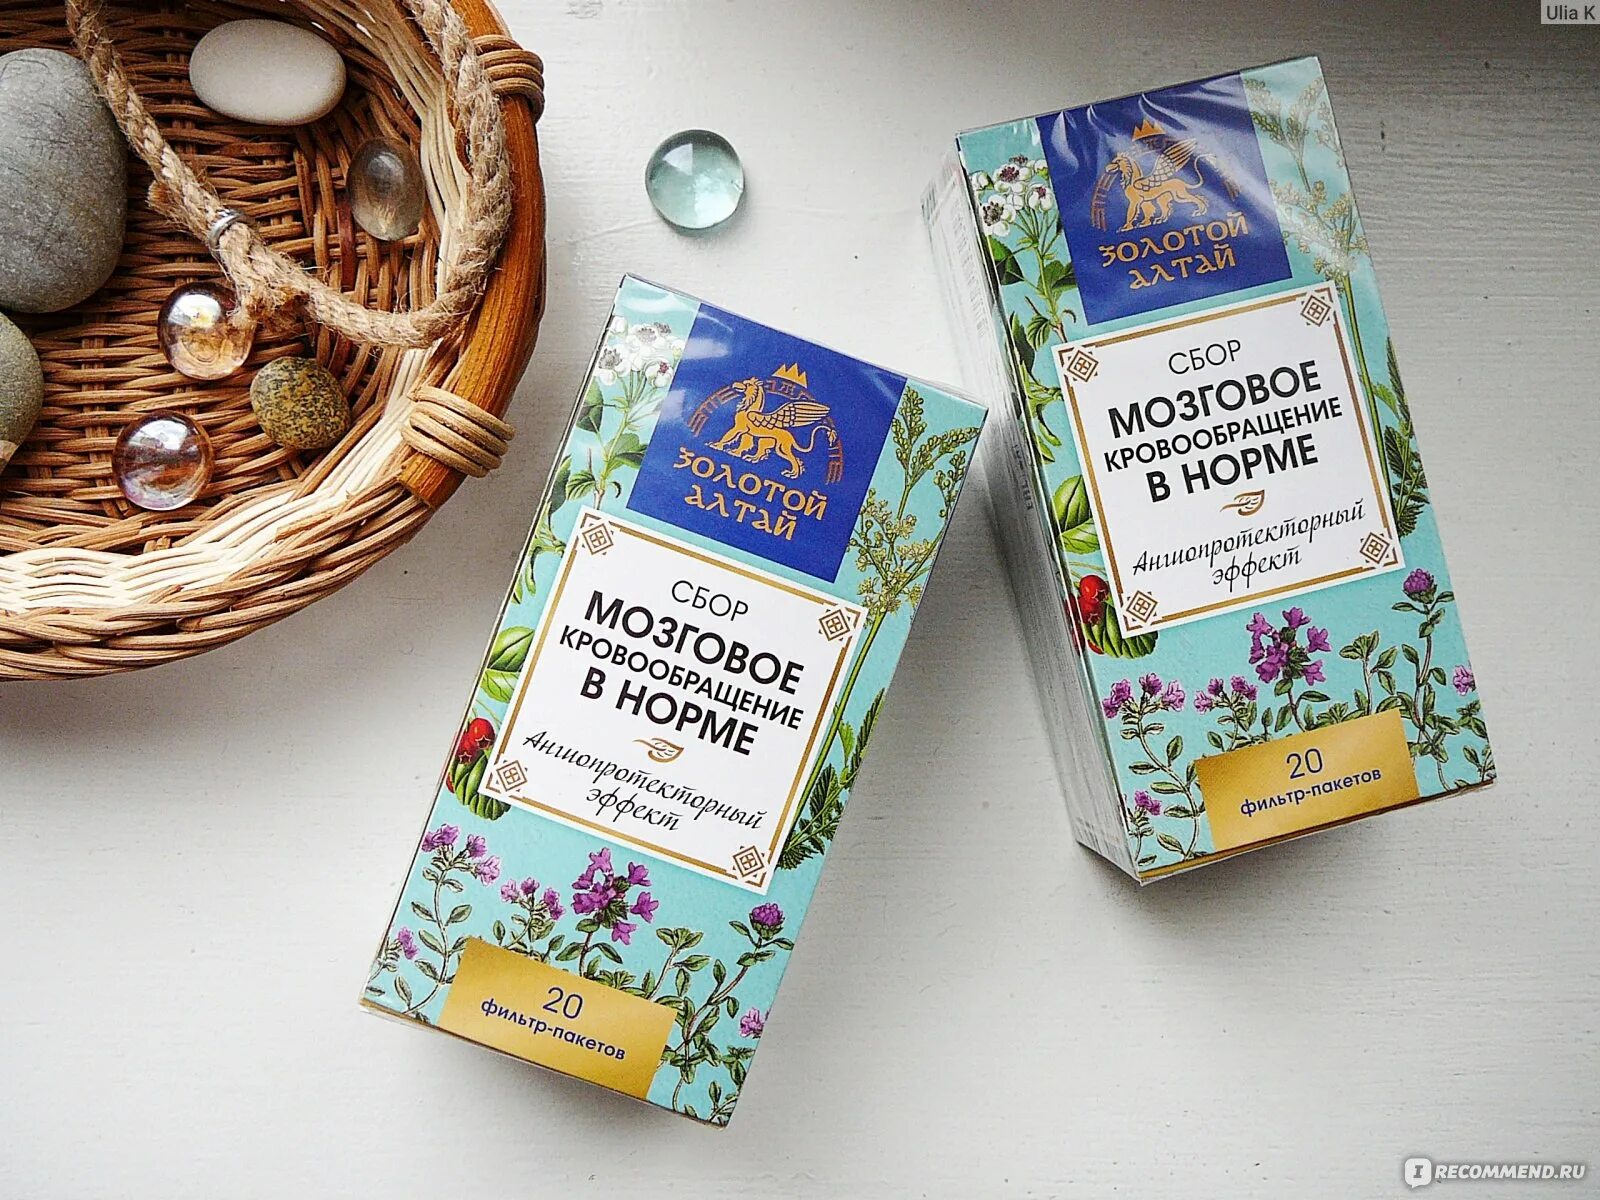 Ulia K
ЗОЛОТОЙ
АЛТАЙ
СБОР
МОЗГОВОЕ
КРОВООБРАЩЕНИЕ
В НОРМЕ
Ангиопротекторный
эффект
20
фильтр-пакетов
ЗОЛОТОЙ
АЛТАЙ
СБОР
МОЗГОВОЕ
КРОВООБРАЩЕНИЕ
В НОРМЕ
Ангиопротекторный
эффект
20
фильтр-пакетов
IRECOMMEND.RU